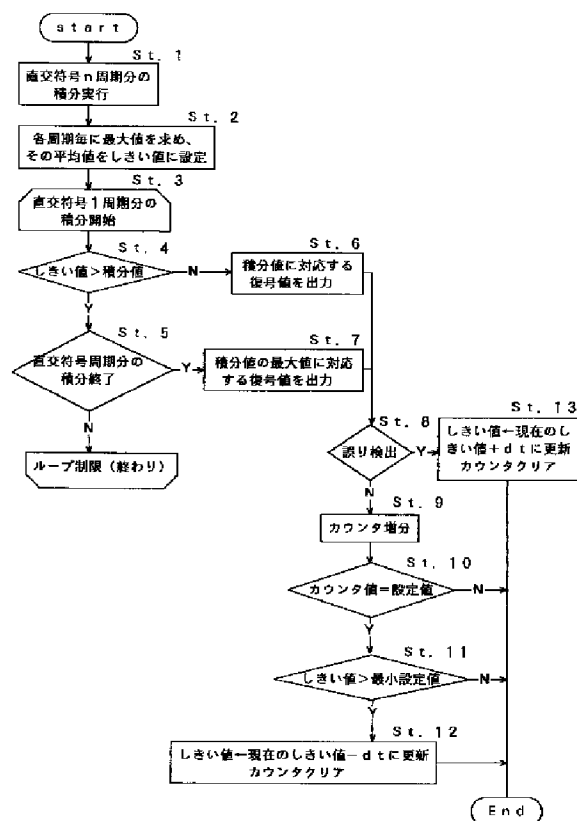 start
St. 1
直交符号n周期分の
積分実行
St. 2
各周期毎に最大値を求め、
その平均値をしきい値に設定
St. 3
直交符号1周期分の
積分開始
St. 4
しきい値>積分値
N
Y
St. 6
積分値に対応する
復号値を出力
St. 5
直交符号周期分の
積分終了
Y
N
St. 7
積分値の最大値に対応
する復号値を出力
ループ制限(終わり)
St. 8
誤り検出
Y
N
St. 13
しきい値←現在のし
きい値+dtに更新
カウンタクリア
St. 9
カウンタ増分
St. 10
カウンタ値=設定値
N
Y
St. 11
しきい値>最小設定値
N
Y
St. 12
しきい値←現在のしきい値-dtに更新
カウンタクリア
End